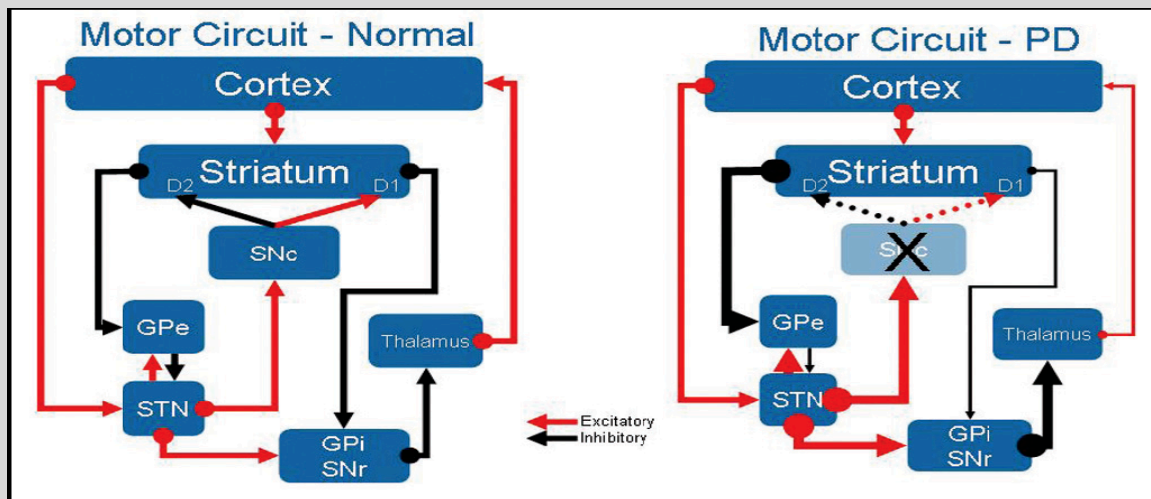 Motor Circuit - Normal
Cortex
Striatum
D2
D1
SNc
GPe
Thalamus
STN
GPi
SNr
Excitatory
Inhibitory
Motor Circuit - PD
Cortex
Striatum
D2
D1
GPe
Thalamus
STN
GPi
SNr